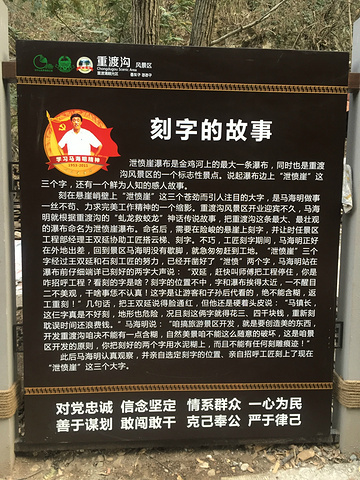 重渡沟 风景区
Chongdugou Scenic Area
重渡沟风景区
学习马海明精神
刻字的故事
泄愤崖瀑布是金鸡河上的最大一条瀑布，同时也是重渡
沟风景区的一个标志性景点。说起瀑布边上“泄愤崖”这
三个字，还有一个鲜为人知的感人故事。
刻在悬崖峭壁上“泄愤崖”这三个苍劲而引人注目的大字，是马海明做事
一丝不苟、力求完美工作精神的一个缩影。重渡沟风景区开业迎宾不久，马海
明就根据重渡沟的“虬龙救蛟龙”神话传说故事，把重渡沟这条最大、最壮观
的瀑布命名为泄愤崖瀑布。命名后，需要在险峻的悬崖上刻字，并让时任景区
工程部经理王双延协助工匠搭云梯、刻字。不巧，工匠刻字期间，马海明正好
在外地出差，回到景区马海明没有歇脚，就急匆匆赶到工地。“泄愤崖”三个
字经过王双延和石刻工匠的努力，已经开凿好了“泄愤”两个字，马海明站在
瀑布前仔细端详已刻好的两字大声说：“双延，赶快叫师傅把工程停住，你是
咋招呼工程？看刻的字是啥？刻字的位置不中，字和瀑布挨得太近，一不醒目
二不美观，干啥事恁不认真！这字是让游客和子孙后代看的，绝不能含糊，返
工重刻！”几句话，把王双延说得脸通红，但他还是硬着头皮说：“马镇长，
这仨字真是不好刻，地形也危险，况且刻这俩字就得花三、四千块钱，重新刻
耽误时间还浪费钱。”马海明说：“咱搞旅游景区开发，就是要创造美的东西，
开发重渡沟咱决不能有一点含糊，自然美景咱不能这么随意的破坏，这是咱景
区开发的原则，你把刻好的两个字用水泥糊上，而且不能有任何刻雕痕迹！”
此后马海明认真观察，并亲自选定刻字的位置、亲自招呼工匠刻上了现在
“泄愤崖”这三个大字。
对党忠诚 信念坚定 情系群众 一心为民
善于谋划 敢闯敢干 克己奉公 严于律己